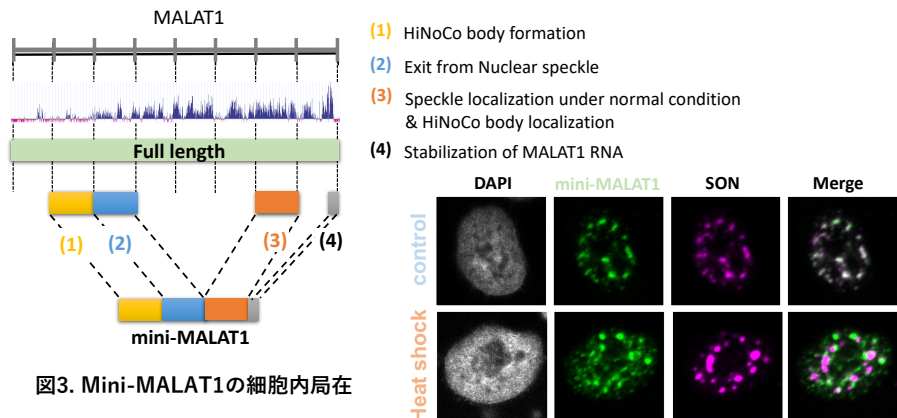 MALAT1
Full length
(1)
(2)
(3)
(4)
mini-MALAT1
図3. Mini-MALAT1の細胞内局在
(1) HiNoCo body formation
(2) Exit from Nuclear speckle
(3) Speckle localization under normal condition
& HiNoCo body localization
(4) Stabilization of MALAT1 RNA
DAPI mini-MALAT1 SON Merge
control
Heat shock